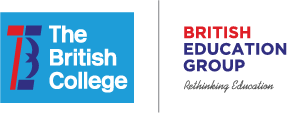 The
British
College
BRITISH
EDUCATION
GROUP
Rethinking Education